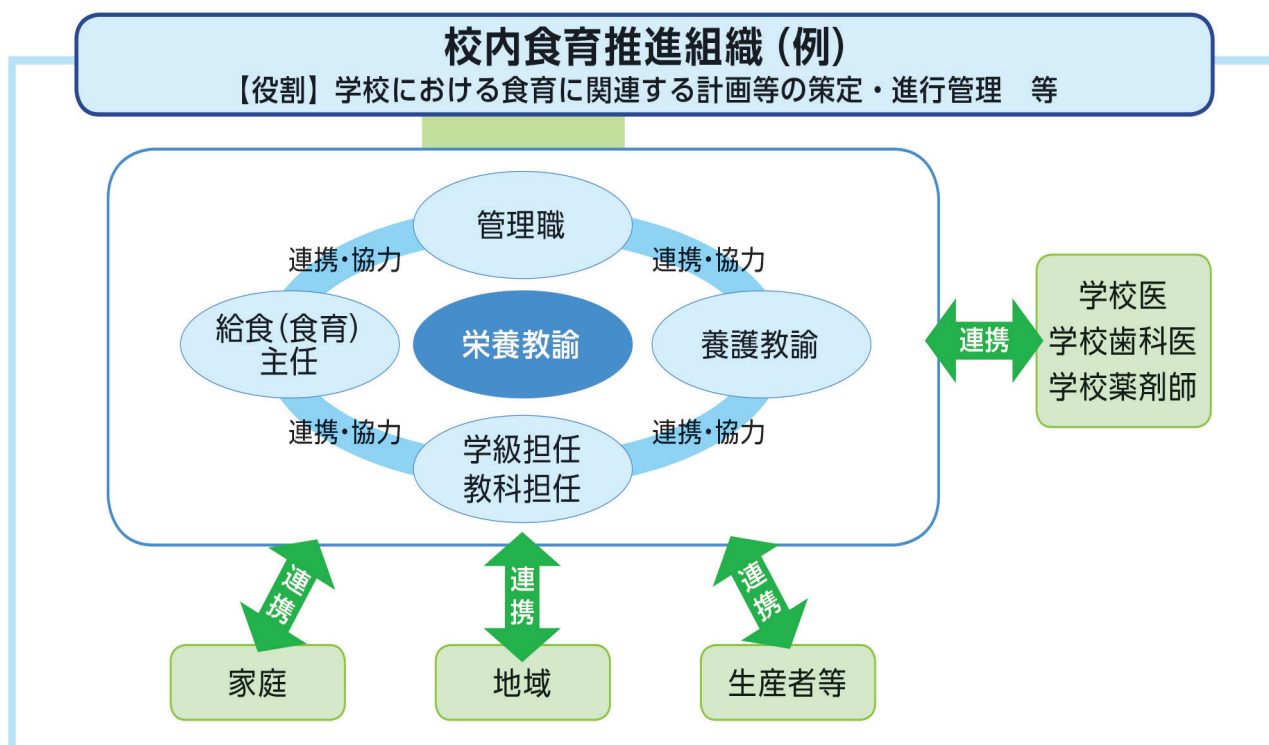 校内食育推進組織(例)
【役割】学校における食育に関連する計画等の策定・進行管理　等
管理職
連携・協力
連携・協力
給食(食育)
主任
栄養教諭
養護教諭
連携・協力
連携・協力
学級担任
教科担任
連携
学校医
学校歯科医
学校薬剤師
連携
連携
連携
家庭
地域
生産者等